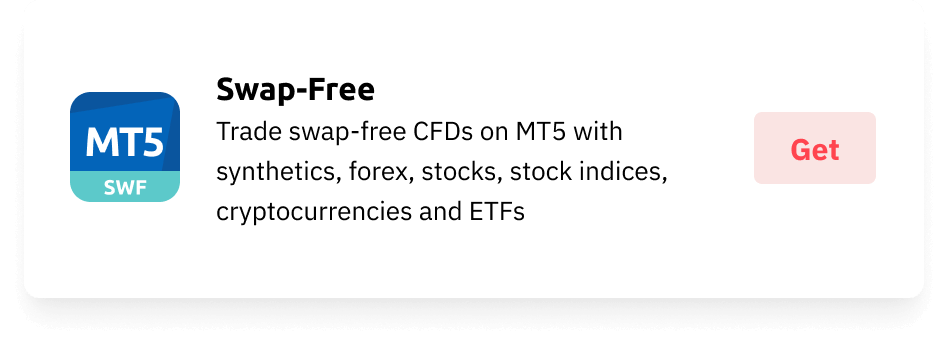 MT5
SWF
Swap-Free
Trade swap-free CFDs on MT5 with
synthetics, forex, stocks, stock indices,
cryptocurrencies and ETFs
Get